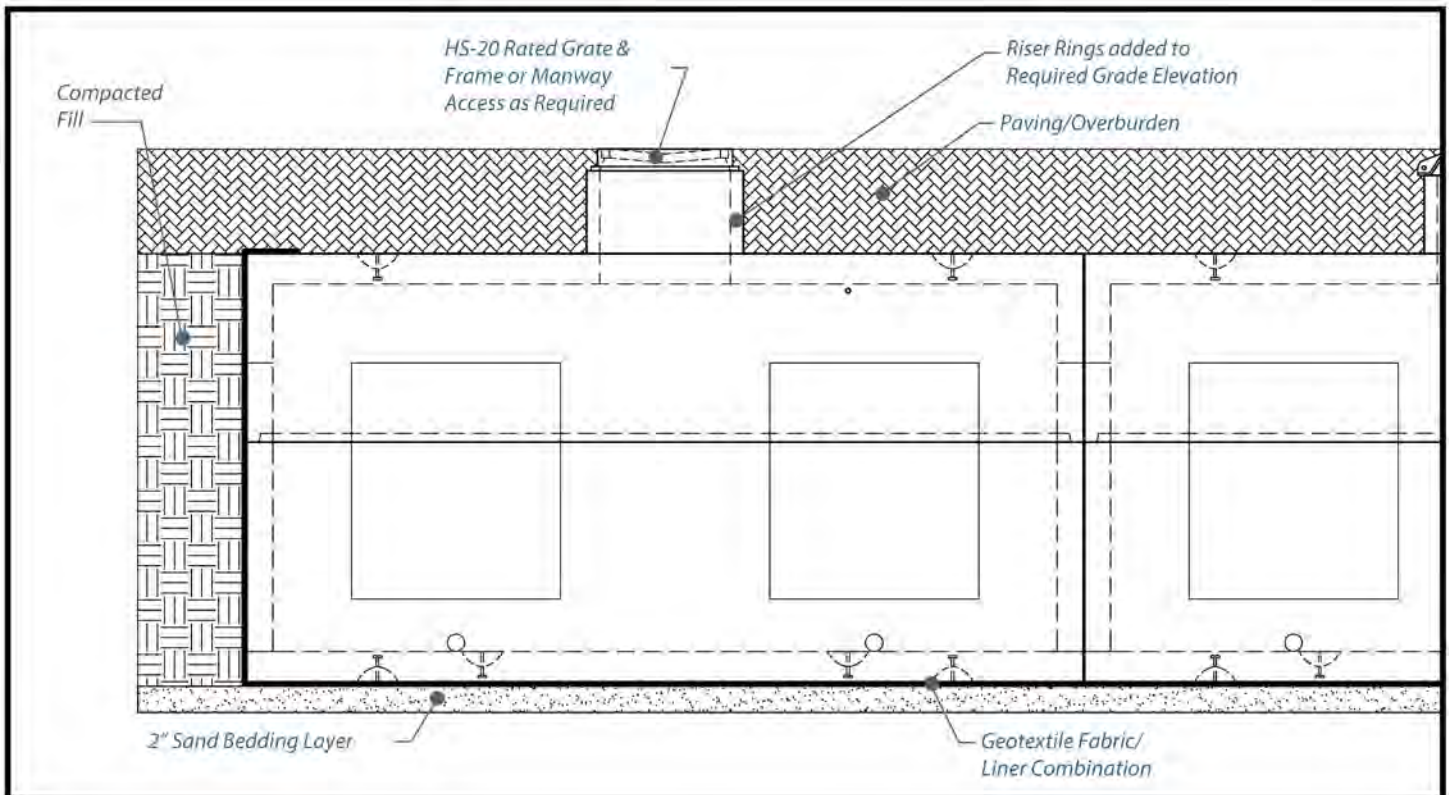 HS-20 Rated Grate &
Frame or Manway
Access as Required
Riser Rings added to
Required Grade Elevation
Compacted
Fill
Paving/Overburden
2" Sand Bedding Layer
Geotextile Fabric/
Liner Combination